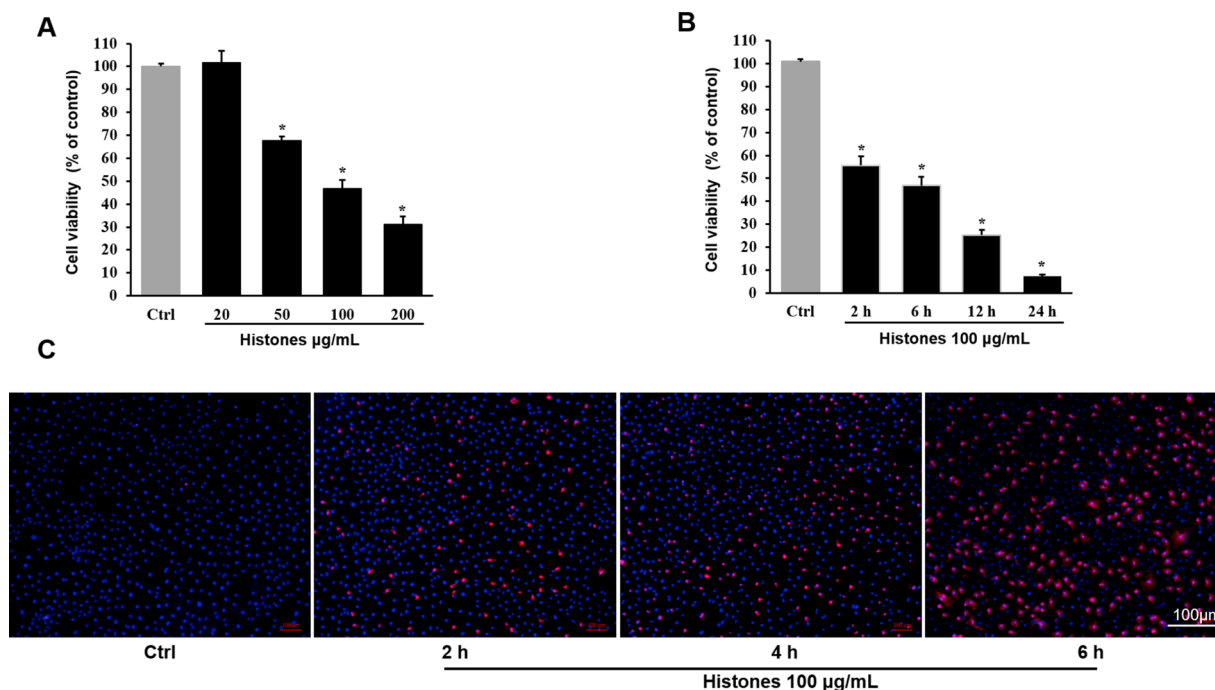 A
110
100
90
80
70
60
50
40
30
20
10
0
Cell viability (% of control)
*
*
*
Ctrl 20 50 100 200
Histones µg/mL
B
110
100
90
80
70
60
50
40
30
20
10
0
Cell viability (% of control)
*
*
*
*
Ctrl 2 h 6 h 12 h 24 h
Histones 100 µg/mL
C
100µm
Ctrl 2 h 4 h 6 h
Histones 100 µg/mL